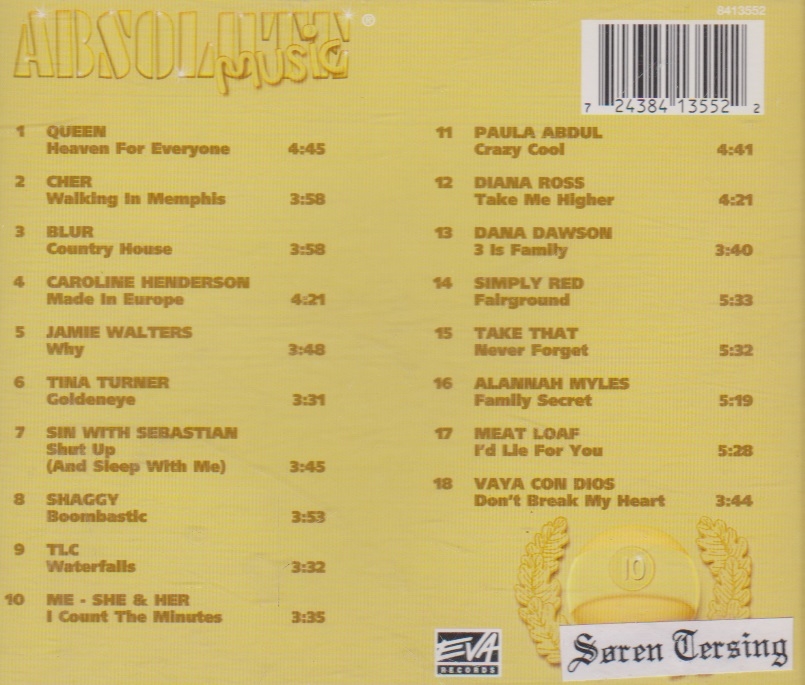 ABSOLUTE music ®
8413552
7 24384 13552 2
1 QUEEN
Heaven For Everyone 4:45
2 CHER
Walking In Memphis 3:58
3 BLUR
Country House 3:58
4 CAROLINE HENDERSON
Made In Europe 4:21
5 JAMIE WALTERS
Why 3:48
6 TINA TURNER
Goldeneye 3:31
7 SIN WITH SEBASTIAN
Shut Up
(And Sleep With Me) 3:45
8 SHAGGY
Boombastic 3:53
9 TLC
Waterfalls 3:32
10 ME - SHE & HER
I Count The Minutes 3:35
11 PAULA ABDUL
Crazy Cool 4:41
12 DIANA ROSS
Take Me Higher 4:21
13 DANA DAWSON
3 Is Family 3:40
14 SIMPLY RED
Fairground 5:33
15 TAKE THAT
Never Forget 5:32
16 ALANNAH MYLES
Family Secret 5:19
17 MEAT LOAF
I'd Lie For You 5:28
18 VAYA CON DIOS
Don't Break My Heart 3:44
10
EVA
RECORDS
Søren Tersing